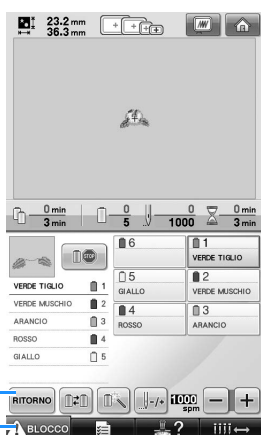 23.2 mm
36.3 mm
0 min
3 min
0
5
0
1000
0 min
3 min
STOP
VERDE TIGLIO 1
VERDE MUSCHIO 2
ARANCIO 3
ROSSO 4
GIALLO 5
6
1
VERDE TIGLIO
5
GIALLO
2
VERDE MUSCHIO
4
ROSSO
3
ARANCIO
RITORNO
-/+
1000
spm
- +
BLOCCO
?